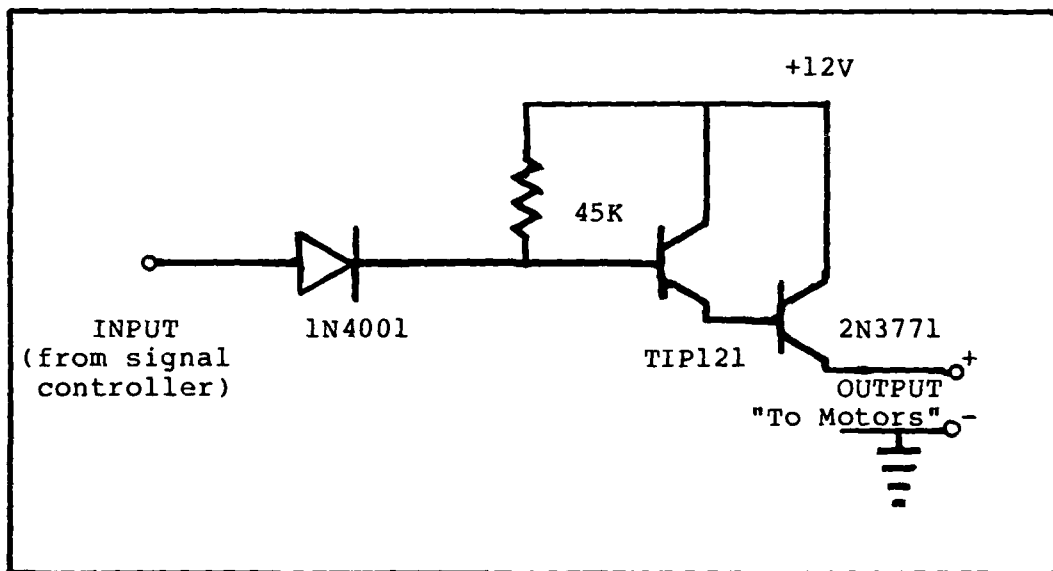 +12V
45K
INPUT
(from signal
controller)
1N4001
TIP121
2N3771
+
OUTPUT
"To Motors"
-